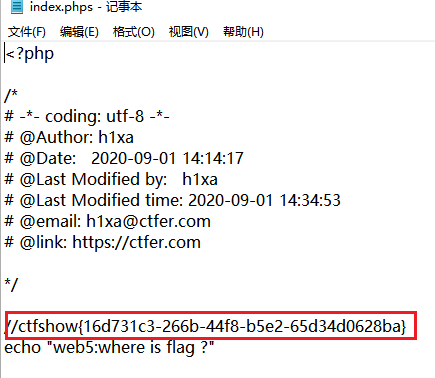 index.phps - 记事本
文件(F) 编辑(E) 格式(O) 视图(V) 帮助(H)
<?php
/*
# -*- coding: utf-8 -*-
# @Author: h1xa
# @Date:   2020-09-01 14:14:17
# @Last Modified by:   h1xa
# @Last Modified time: 2020-09-01 14:34:53
# @email: h1xa@ctfer.com
# @link: https://ctfer.com
*/
//ctfshow{16d731c3-266b-44f8-b5e2-65d34d0628ba}
echo "web5:where is flag ?"